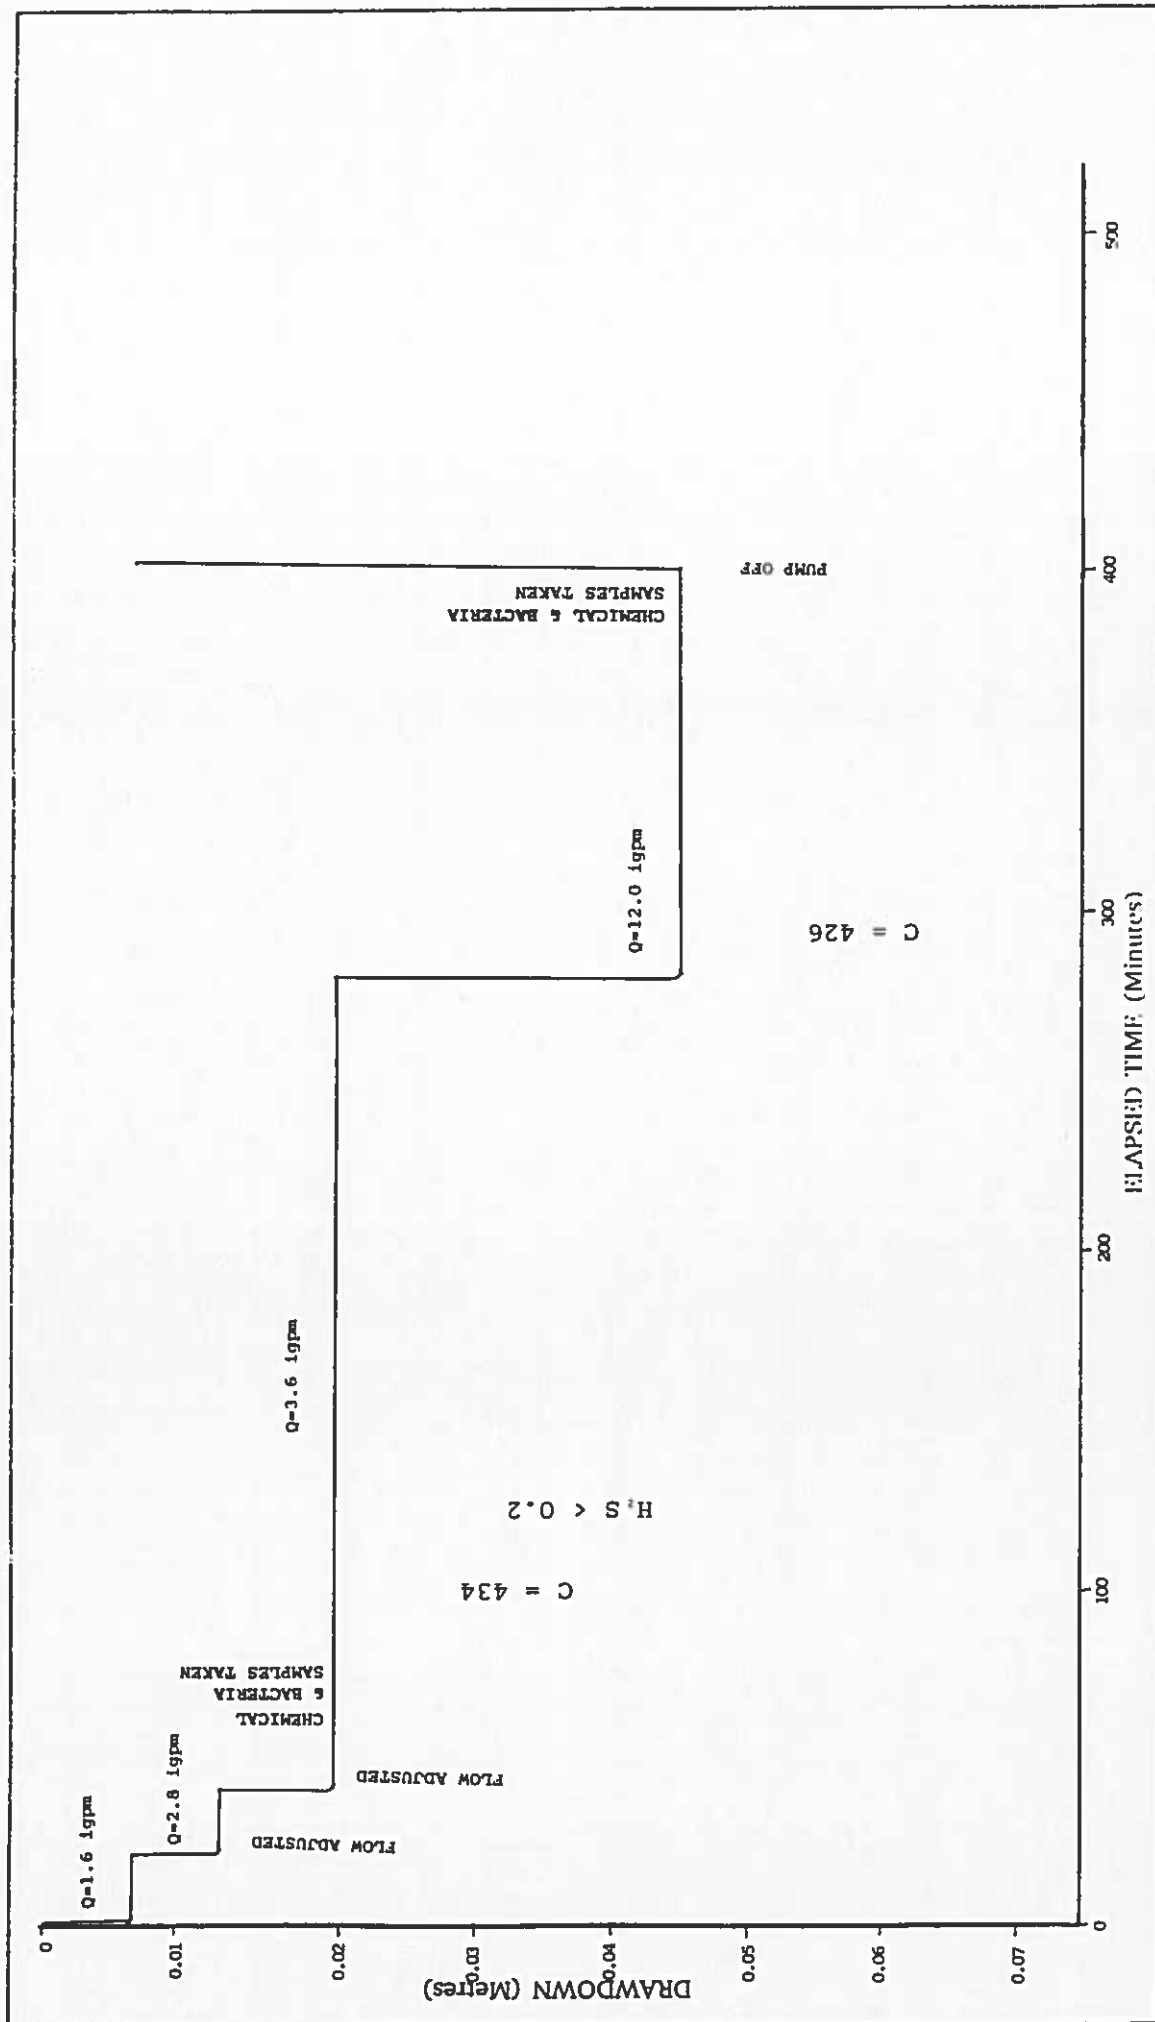 Q=1.6 igpm
Q=2.8 igpm
Q=3.6 igpm
Q=12.0 igpm
FLOW ADJUSTED
FLOW ADJUSTED
CHEMICAL
& BACTERIA
SAMPLES TAKEN
C = 434
H₂S < 0.2
CHEMICAL & BACTERIA
SAMPLES TAKEN
PUMP OFF
C = 426
DRAWDOWN (Metres)
0
0.01
0.02
0.03
0.04
0.05
0.06
0.07
0
100
200
300
400
500
ELAPSED TIME (Minutes)